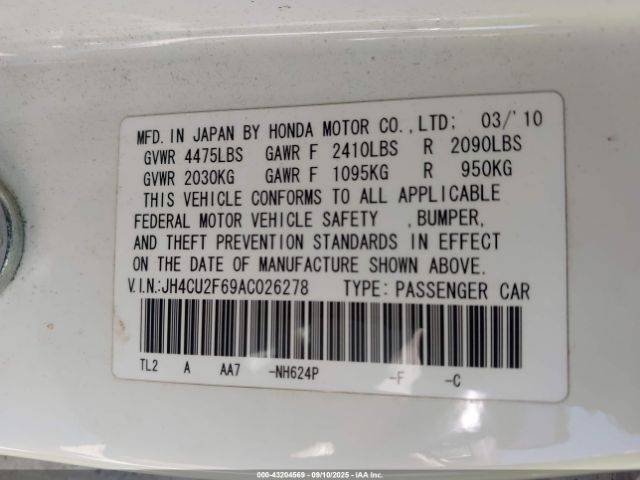 MFD. IN JAPAN BY HONDA MOTOR CO.,LTD; 03/'10
GVWR 4475LBS GAWR F 2410LBS R 2090LBS
GVWR 2030KG GAWR F 1095KG R 950KG
THIS VEHICLE CONFORMS TO ALL APPLICABLE
FEDERAL MOTOR VEHICLE SAFETY ,BUMPER,
AND THEFT PREVENTION STANDARDS IN EFFECT
ON THE DATE OF MANUFACTURE SHOWN ABOVE.
V.I.N.:JH4CU2F69AC026278 TYPE: PASSENGER CAR
TL2 A AA7 -NH624P -F -C
000-43204569 - 09/10/2025 - IAAI, Inc.